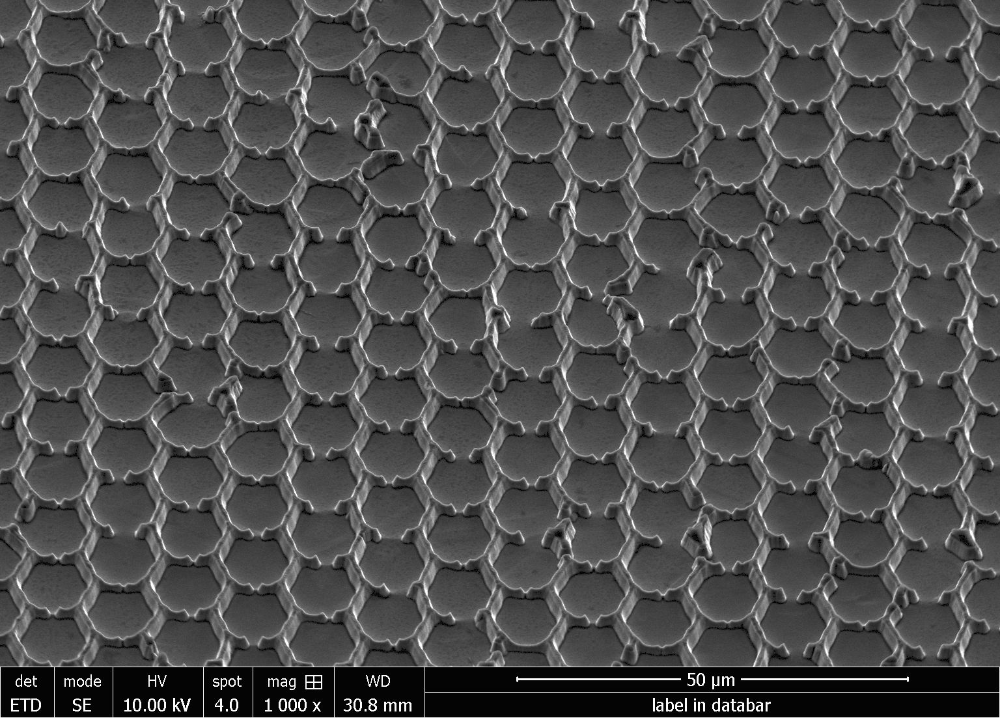 det mode HV spot mag WD 50 µm
ETD SE 10.00 kV 4.0 1 000 x 30.8 mm label in databar